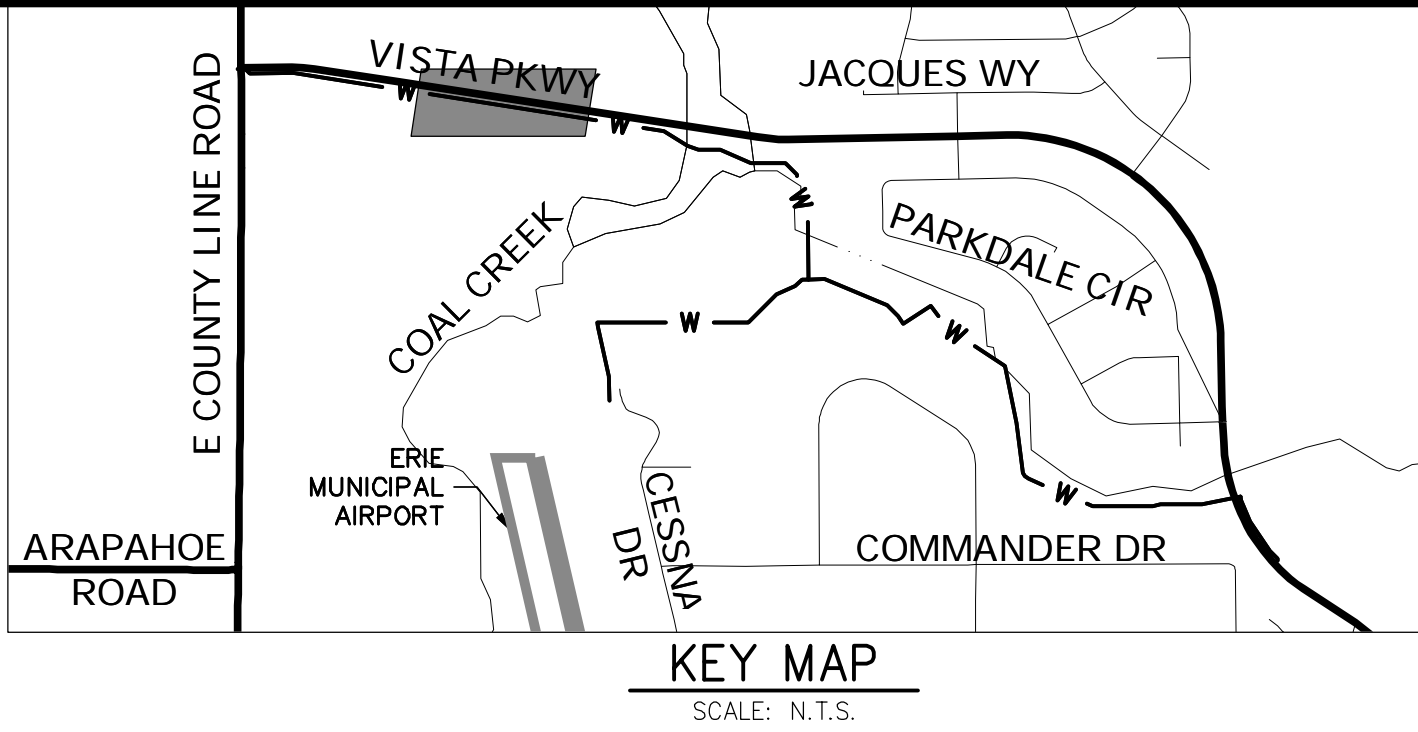 VISTA PKWY
JACQUES WY
E COUNTY LINE ROAD
W
W
W
PARKDALE CIR
COAL CREEK
W
W
ERIE
MUNICIPAL
AIRPORT
CESSNA
DR
W
ARAPAHOE
ROAD
COMMANDER DR
KEY MAP
SCALE: N.T.S.